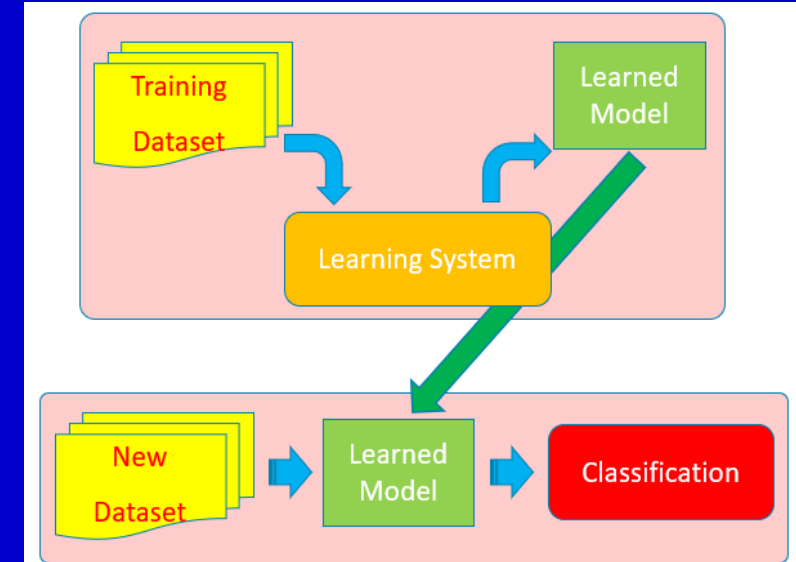 Training
Dataset
Learned
Model
Learning System
New
Dataset
Learned
Model
Classification